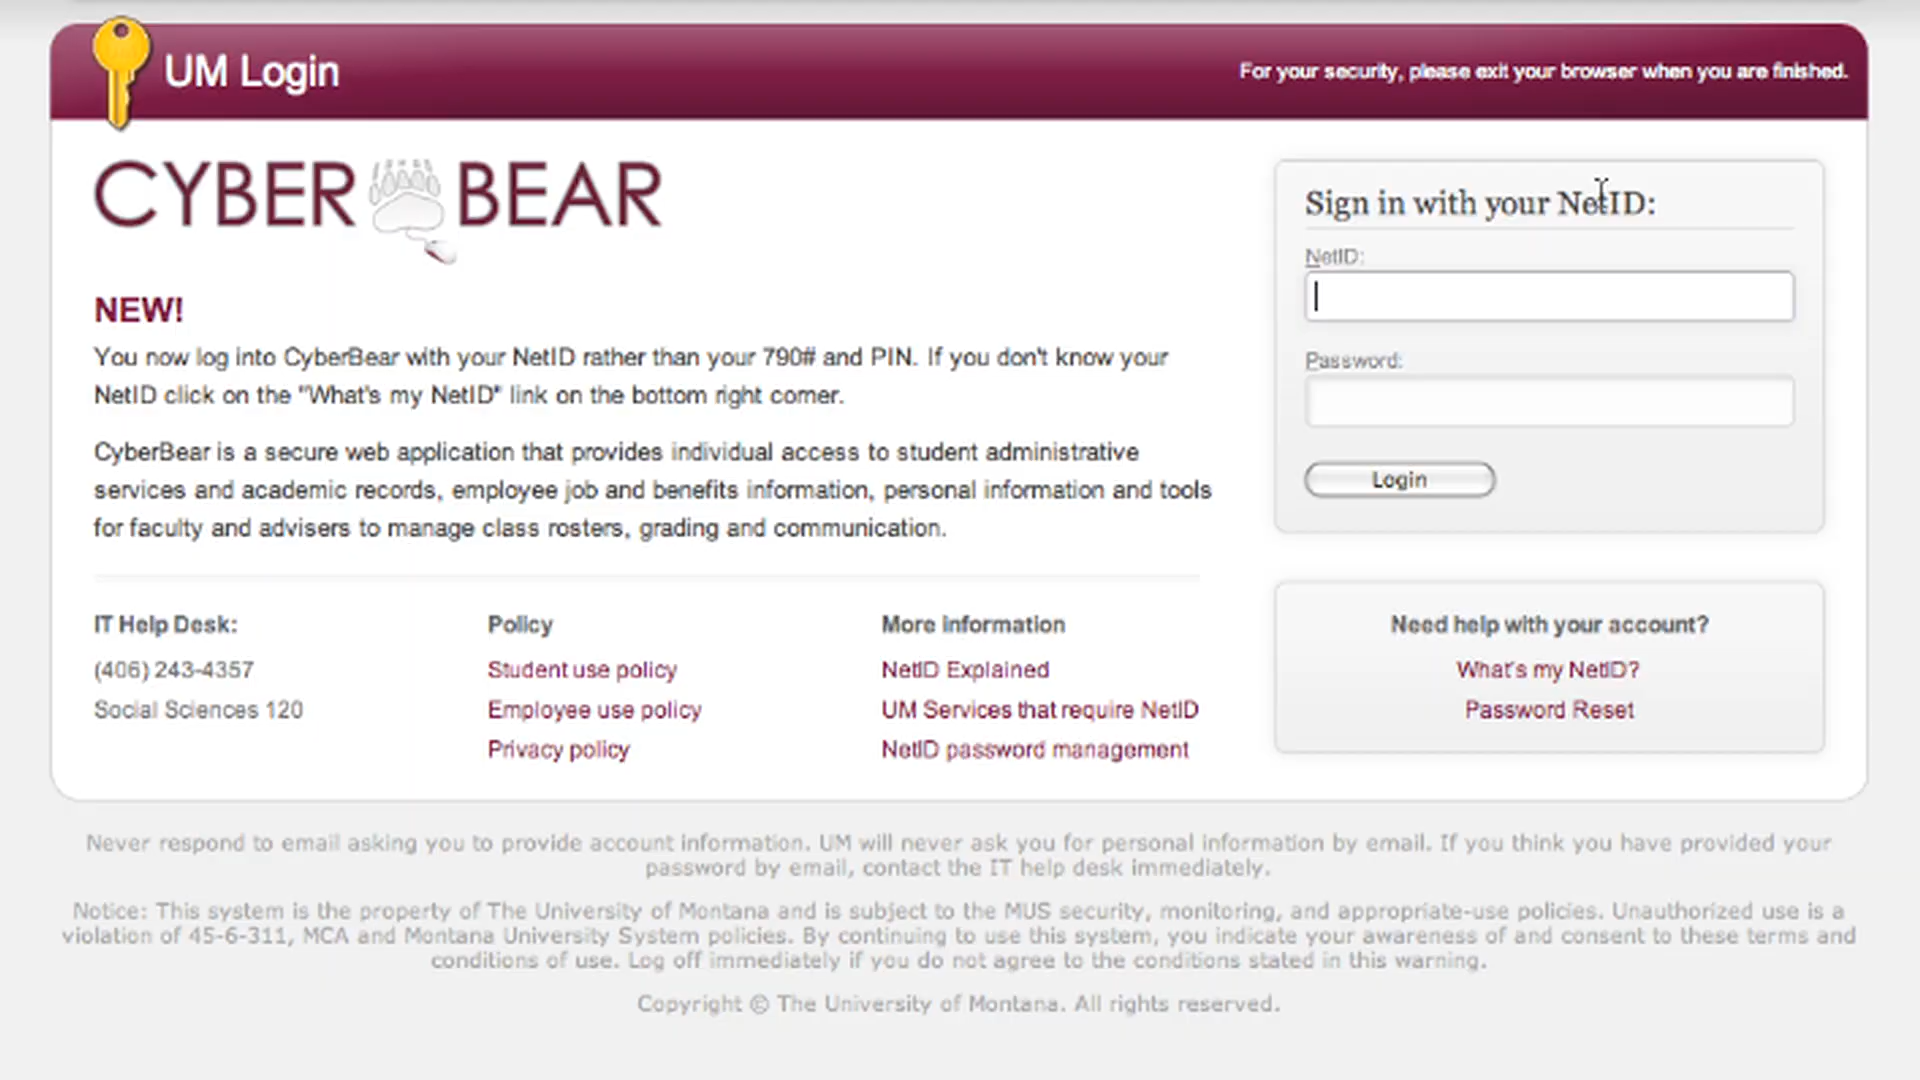 UM Login
For your security, please exit your browser when you are finished.
CYBER BEAR
NEW!
You now log into CyberBear with your NetID rather than your 790# and PIN. If you don't know your
NetID click on the "What's my NetID" link on the bottom right corner.
CyberBear is a secure web application that provides individual access to student administrative
services and academic records, employee job and benefits information, personal information and tools
for faculty and advisers to manage class rosters, grading and communication.
Sign in with your NetID:
NetID:
Password:
Login
IT Help Desk:
(406) 243-4357
Social Sciences 120
Policy
Student use policy
Employee use policy
Privacy policy
More Information
NetID Explained
UM Services that require NetID
NetID password management
Need help with your account?
What's my NetID?
Password Reset
Never respond to email asking you to provide account information. UM will never ask you for personal information by email. If you think you have provided your
password by email, contact the IT help desk immediately.
Notice: This system is the property of The University of Montana and is subject to the MUS security, monitoring, and appropriate-use policies. Unauthorized use is a
violation of 45-6-311, MCA and Montana University System policies. By continuing to use this system, you indicate your awareness of and consent to these terms and
conditions of use. Log off immediately if you do not agree to the conditions stated in this warning.
Copyright © The University of Montana. All rights reserved.